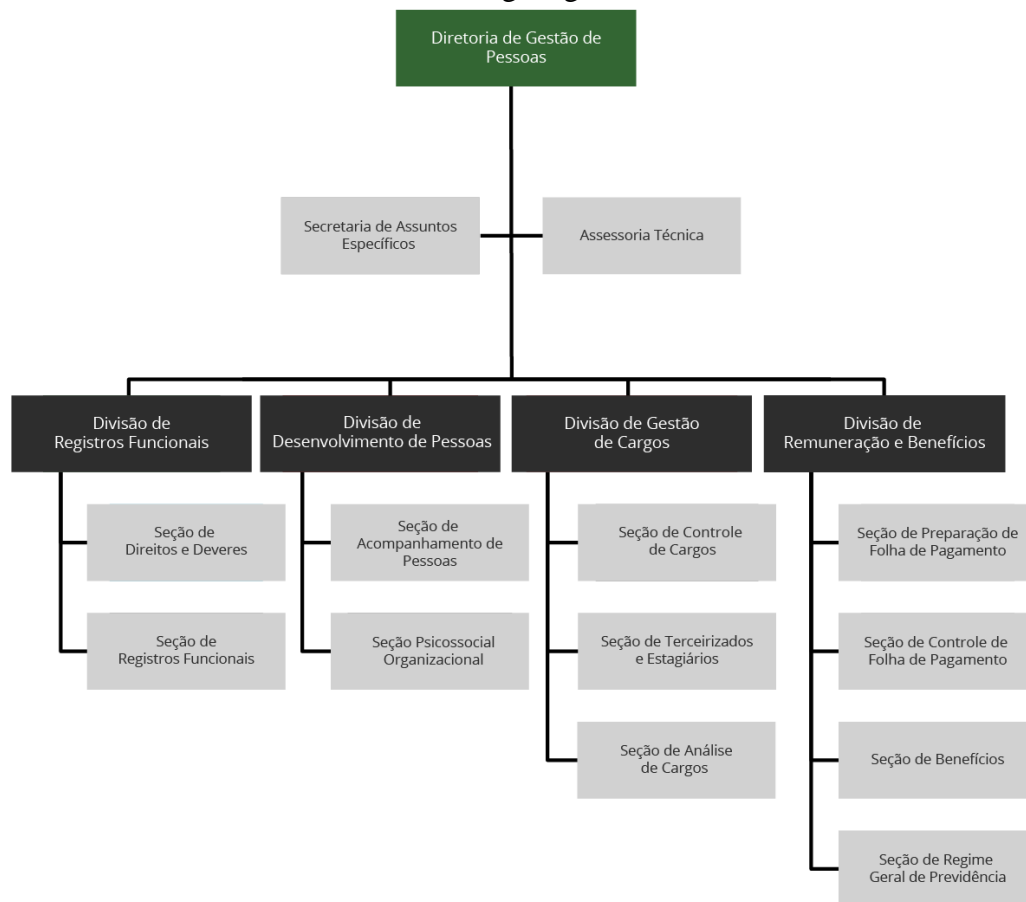 Diretoria de Gestão de
Pessoas
Secretaria de Assuntos
Específicos
Assessoria Técnica
Divisão de
Registros Funcionais
Divisão de
Desenvolvimento de Pessoas
Divisão de Gestão
de Cargos
Divisão de
Remuneração e Benefícios
Seção de
Direitos e Deveres
Seção de
Registros Funcionais
Seção de
Acompanhamento de
Pessoas
Seção Psicossocial
Organizacional
Seção de Controle
de Cargos
Seção de Terceirizados
e Estagiários
Seção de Análise
de Cargos
Seção de Preparação de
Folha de Pagamento
Seção de Controle de
Folha de Pagamento
Seção de Benefícios
Seção de Regime
Geral de Previdência